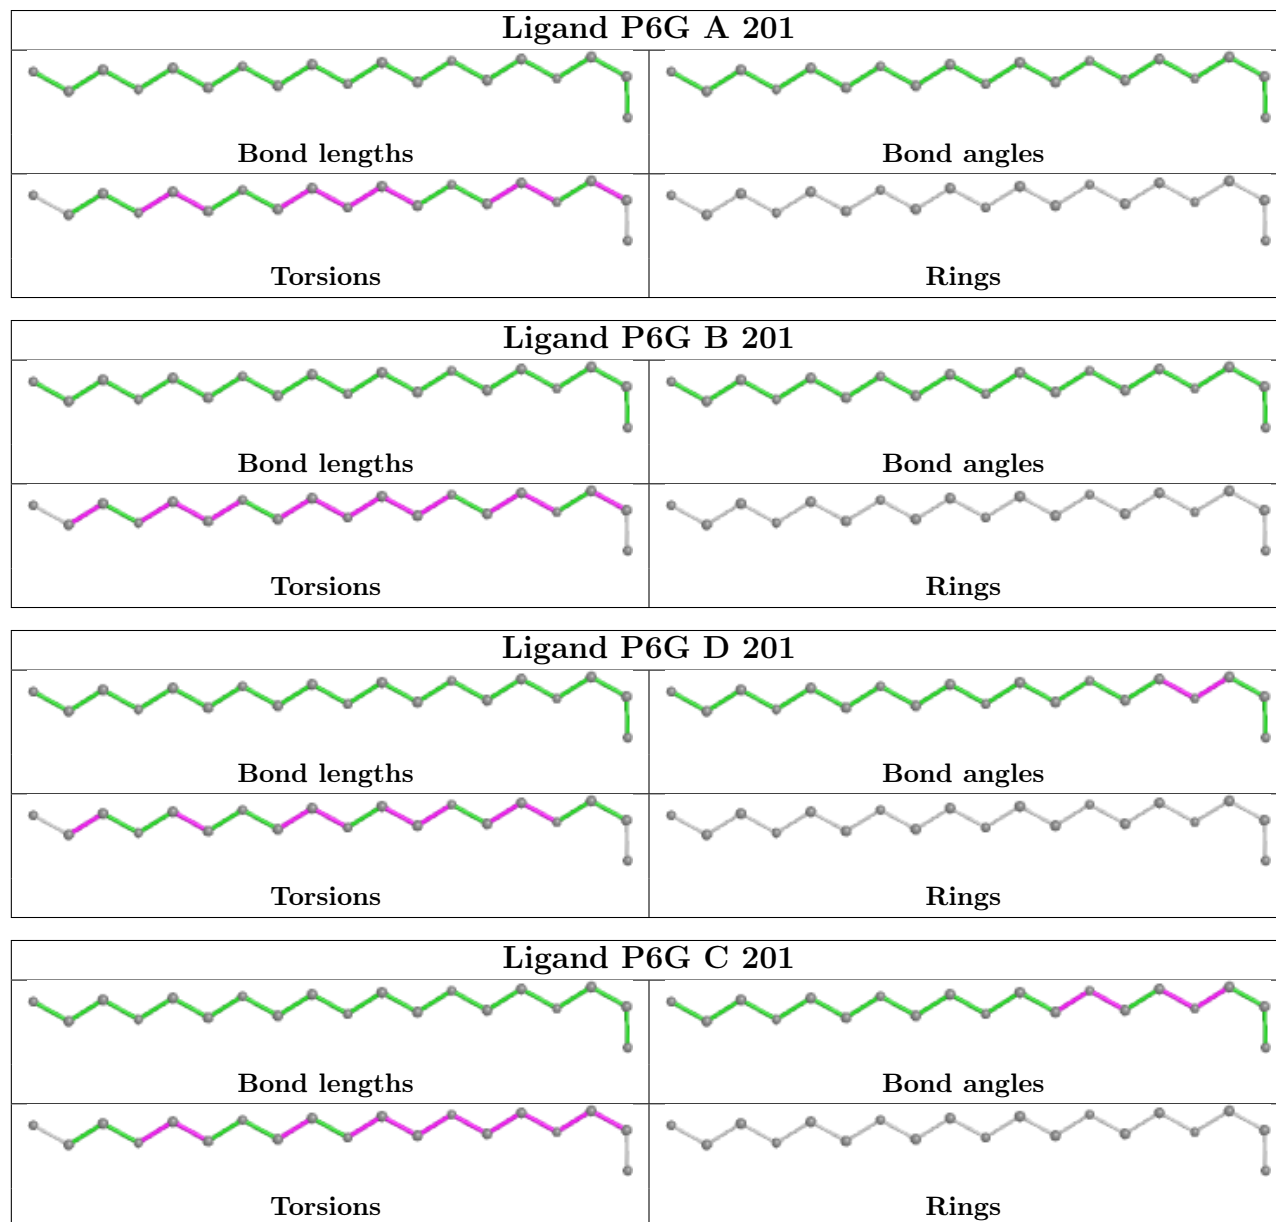 Ligand P6G A 201
Bond lengths Bond angles
Torsions Rings
Ligand P6G B 201
Bond lengths Bond angles
Torsions Rings
Ligand P6G D 201
Bond lengths Bond angles
Torsions Rings
Ligand P6G C 201
Bond lengths Bond angles
Torsions Rings